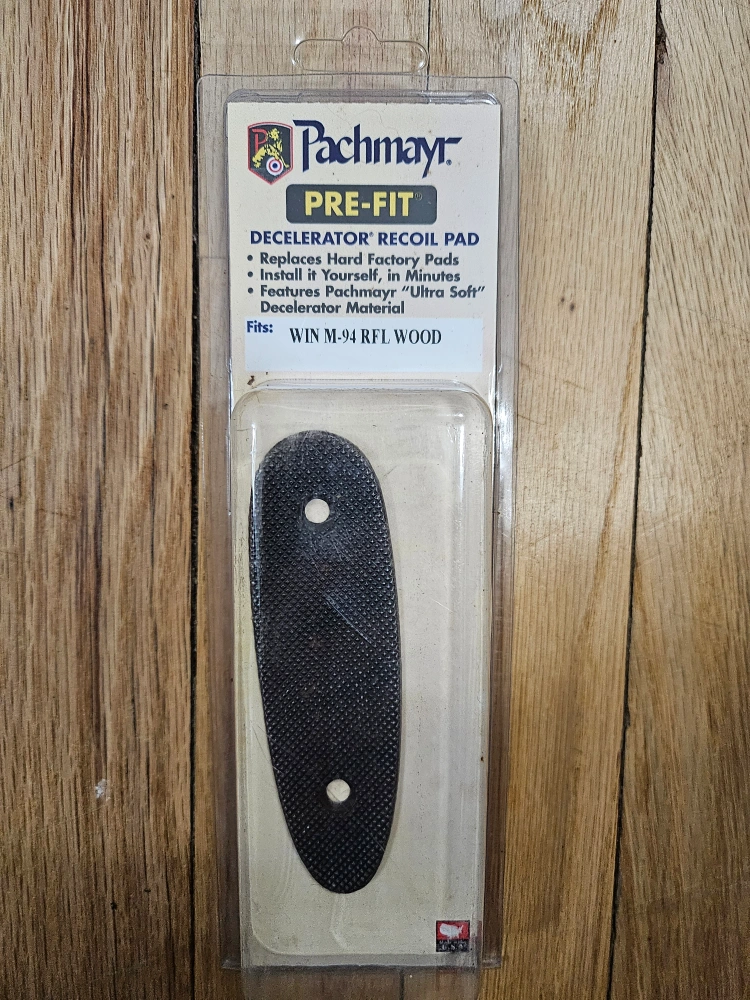 P
Pachmayr®
PRE-FIT™
DECELERATOR® RECOIL PAD
• Replaces Hard Factory Pads
• Install it Yourself, in Minutes
• Features Pachmayr "Ultra Soft"
Decelerator Material
Fits: WIN M-94 RFL WOOD